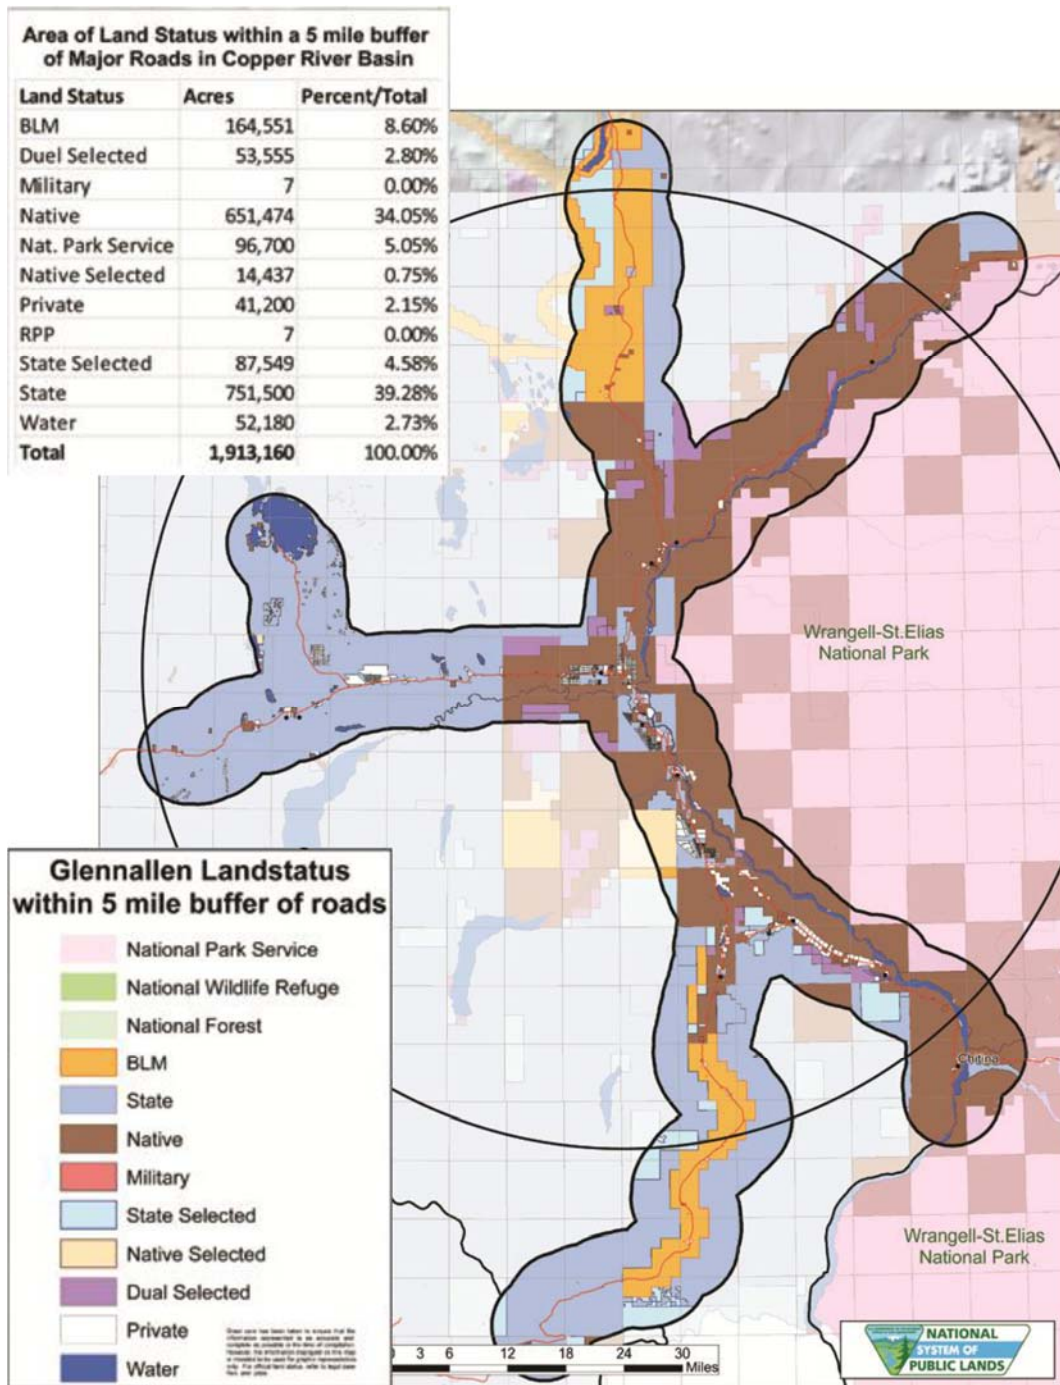 Area of Land Status within a 5 mile buffer
of Major Roads in Copper River Basin
Land Status Acres Percent/Total
BLM 164,551 8.60%
Duel Selected 53,555 2.80%
Military 7 0.00%
Native 651,474 34.05%
Nat. Park Service 96,700 5.05%
Native Selected 14,437 0.75%
Private 41,200 2.15%
RPP 7 0.00%
State Selected 87,549 4.58%
State 751,500 39.28%
Water 52,180 2.73%
Total 1,913,160 100.00%
Wrangell-St.Elias
National Park
Glennallen Landstatus
within 5 mile buffer of roads
National Park Service
National Wildlife Refuge
National Forest
BLM
State
Native
Military
State Selected
Native Selected
Dual Selected
Private
Water
Chitina
Wrangell-St.Elias
National Park
0 3 6 12 18 24 30
Miles
NATIONAL
SYSTEM OF
PUBLIC LANDS